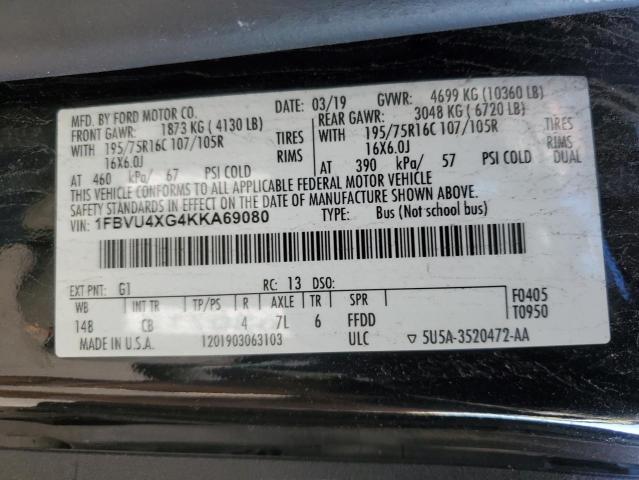 MFD. BY FORD MOTOR CO. DATE: 03/19 GVWR: 4699 KG (10360 LB)
FRONT GAWR: 1873 KG ( 4130 LB) REAR GAWR: 3048 KG ( 6720 LB)
WITH 195/75R16C 107/105R TIRES WITH 195/75R16C 107/105R TIRES
16X6.0J RIMS 16X6.0J RIMS
AT 460 kPa/ 67 PSI COLD AT 390 kPa/ 57 PSI COLD DUAL
THIS VEHICLE CONFORMS TO ALL APPLICABLE FEDERAL MOTOR VEHICLE
SAFETY STANDARDS IN EFFECT ON THE DATE OF MANUFACTURE SHOWN ABOVE.
VIN: 1FBVU4XG4KKA69080 TYPE: Bus (Not school bus)
EXT PNT: G1 RC: 13 DSO: F0405
WB INT TR TP/PS R AXLE TR SPR T0950
148 CB 4 7L 6 FFDD
MADE IN U.S.A. 1201903063103 ULC ▽ 5U5A-3520472-AA